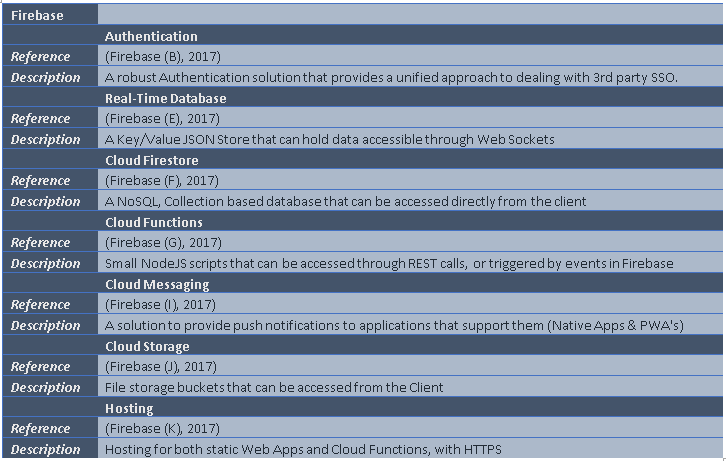 Firebase
Authentication
Reference (Firebase (B), 2017)
Description A robust Authentication solution that provides a unified approach to dealing with 3rd party SSO.
Real-Time Database
Reference (Firebase (E), 2017)
Description A Key/Value JSON Store that can hold data accessible through Web Sockets
Cloud Firestore
Reference (Firebase (F), 2017)
Description A NoSQL, Collection based database that can be accessed directly from the client
Cloud Functions
Reference (Firebase (G), 2017)
Description Small NodeJS scripts that can be accessed through REST calls, or triggered by events in Firebase
Cloud Messaging
Reference (Firebase (I), 2017)
Description A solution to provide push notifications to applications that support them (Native Apps & PWA's)
Cloud Storage
Reference (Firebase (J), 2017)
Description File storage buckets that can be accessed from the Client
Hosting
Reference (Firebase (K), 2017)
Description Hosting for both static Web Apps and Cloud Functions, with HTTPS